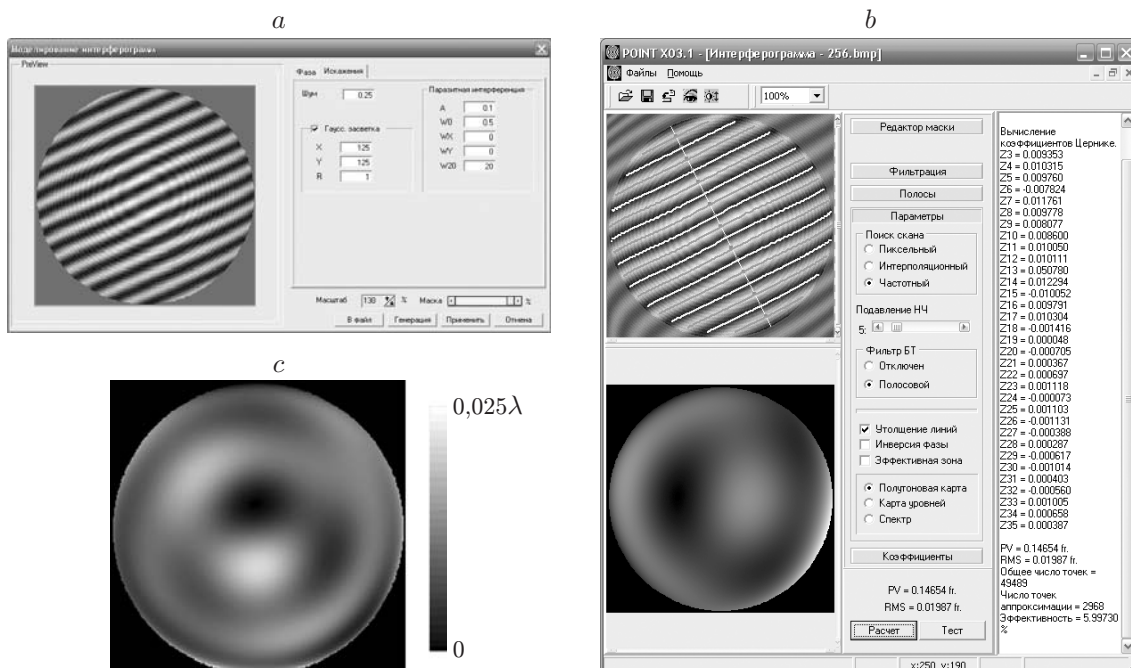 a
Моделирование интерферограмм
PreView
Фаза Искажения
Шум 0.25
Гаусс. засветка
X 125
Y 125
R 1
Паразитная интерференция
A 0.1
W0 0.5
WX 0
WY 0
W20 20
Масштаб 138 % Маска %
В файл Генерация Применить Отмена
b
POINT X03.1 - [Интерферограмма - 256.bmp]
Файлы Помощь
100%
Редактор маски
Фильтрация
Полосы
Параметры
Поиск скана
Пиксельный
Интерполяционный
Частотный
Подавление НЧ
5:
Фильтр БТ
Отключен
Полосовой
Утолщение линий
Инверсия фазы
Эффективная зона
Полутоновая карта
Карта уровней
Спектр
Коэффициенты
PV = 0.14654 fr.
RMS = 0.01987 fr.
Расчет Тест
x:250 y:190
Вычисление
коэффициентов Цернике.
Z3 = 0.009353
Z4 = 0.010315
Z5 = 0.009760
Z6 = -0.007824
Z7 = 0.011761
Z8 = 0.009778
Z9 = 0.008077
Z10 = 0.008600
Z11 = 0.010050
Z12 = 0.010111
Z13 = 0.050780
Z14 = 0.012294
Z15 = -0.010052
Z16 = 0.009791
Z17 = 0.010304
Z18 = -0.001416
Z19 = 0.000048
Z20 = -0.000705
Z21 = 0.000367
Z22 = 0.000697
Z23 = 0.001118
Z24 = -0.000073
Z25 = 0.001103
Z26 = -0.001131
Z27 = -0.000388
Z28 = 0.000287
Z29 = -0.000617
Z30 = -0.001014
Z31 = 0.000403
Z32 = -0.000560
Z33 = 0.001005
Z34 = 0.000658
Z35 = 0.000387
PV = 0.14654 fr.
RMS = 0.01987 fr.
Общее число точек =
49489
Число точек
аппроксимации = 2968
Эффективность = 5.99730
%
c
0,025λ
0